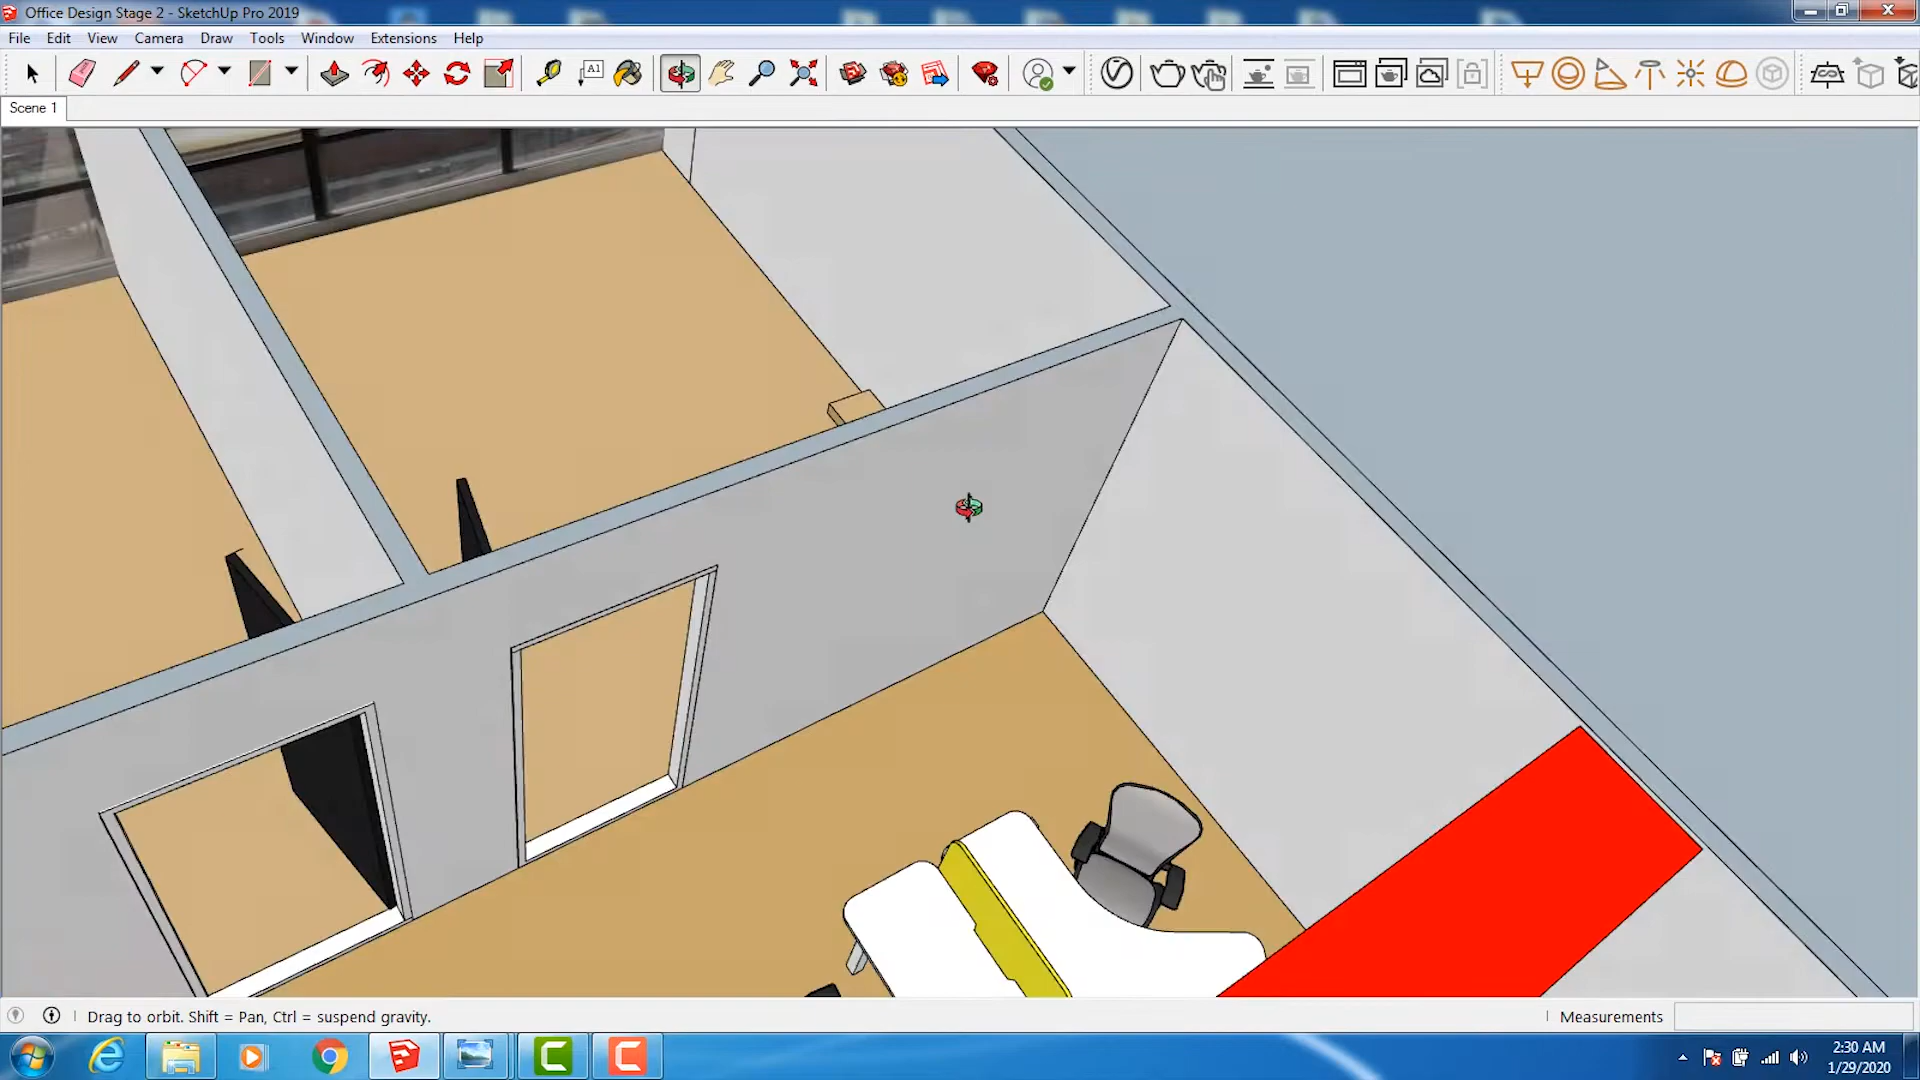 Office Design Stage 2 - SketchUp Pro 2019
File Edit View Camera Draw Tools Window Extensions Help
A1
Scene 1
Drag to orbit. Shift = Pan, Ctrl = suspend gravity.
Measurements
2:30 AM
1/29/2020